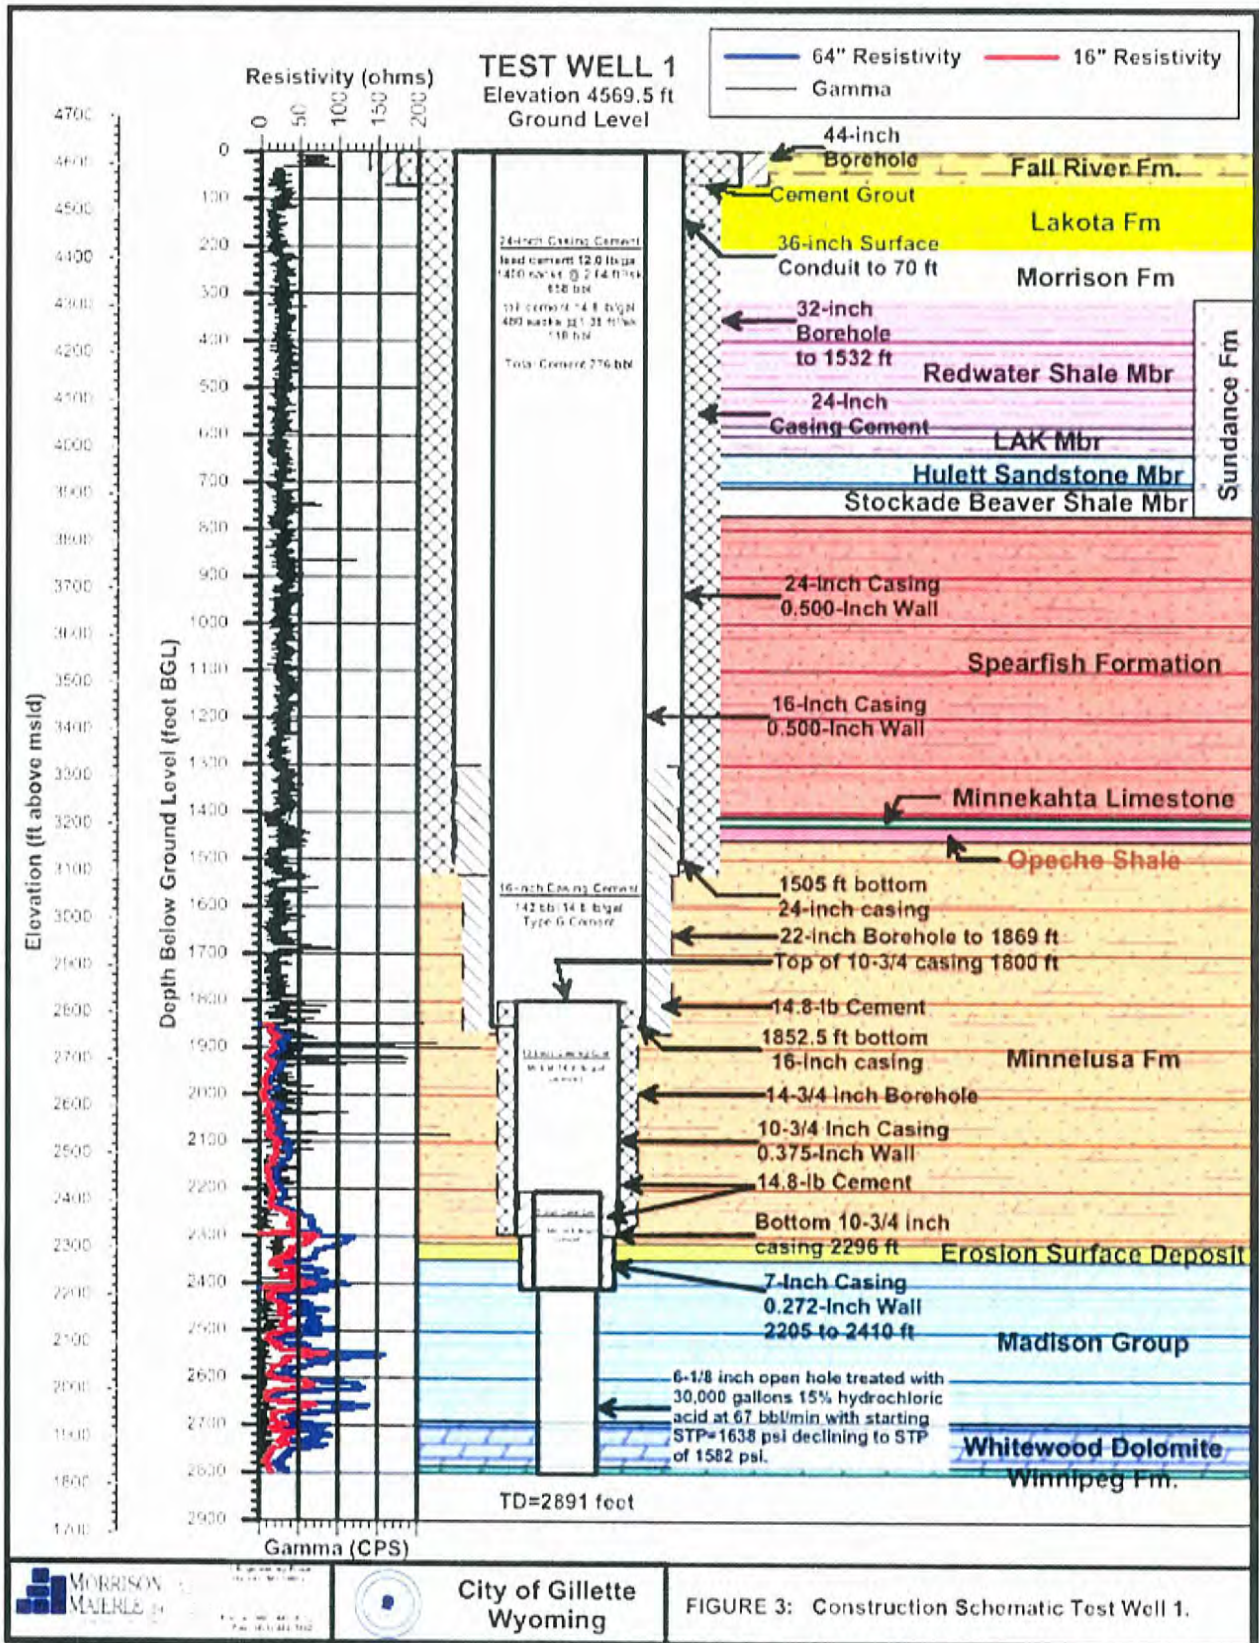 TEST WELL 1
Elevation 4569.5 ft
Ground Level
64" Resistivity
16" Resistivity
Gamma
Resistivity (ohms)
0
50
100
150
200
Elevation (ft above msld)
4700
4600
4500
4400
4300
4200
4100
4000
3900
3800
3700
3600
3500
3400
3300
3200
3100
3000
2900
2800
2700
2600
2500
2400
2300
2200
2100
2000
1900
1800
1700
Depth Below Ground Level (feet BGL)
0
100
200
300
400
500
600
700
800
900
1000
1100
1200
1300
1400
1500
1600
1700
1800
1900
2000
2100
2200
2300
2400
2500
2600
2700
2800
2900
Gamma (CPS)
24-inch Casing Cement
Total Cement 776 bbl
16-inch Casing Cement
142 bbl 14.8 lb/gal
Type G Cement
44-inch
Borehole
Cement Grout
36-inch Surface
Conduit to 70 ft
32-inch
Borehole
to 1532 ft
24-Inch
Casing Cement
24-Inch Casing
0.500-Inch Wall
16-Inch Casing
0.500-Inch Wall
1505 ft bottom
24-inch casing
22-inch Borehole to 1869 ft
Top of 10-3/4 casing 1800 ft
14.8-lb Cement
1852.5 ft bottom
16-inch casing
14-3/4 inch Borehole
10-3/4 Inch Casing
0.375-Inch Wall
14.8-lb Cement
Bottom 10-3/4 inch
casing 2296 ft
7-Inch Casing
0.272-Inch Wall
2205 to 2410 ft
6-1/8 inch open hole treated with
30,000 gallons 15% hydrochloric
acid at 67 bbl/min with starting
STP=1638 psi declining to STP
of 1582 psi.
TD=2891 feet
Fall River Fm.
Lakota Fm
Morrison Fm
Redwater Shale Mbr
LAK Mbr
Hulett Sandstone Mbr
Stockade Beaver Shale Mbr
Sundance Fm
Spearfish Formation
Minnekahta Limestone
Opeche Shale
Minnelusa Fm
Erosion Surface Deposit
Madison Group
Whitewood Dolomite
Winnipeg Fm.
MORRISON
MAIERLE
City of Gillette
Wyoming
FIGURE 3: Construction Schematic Test Well 1.